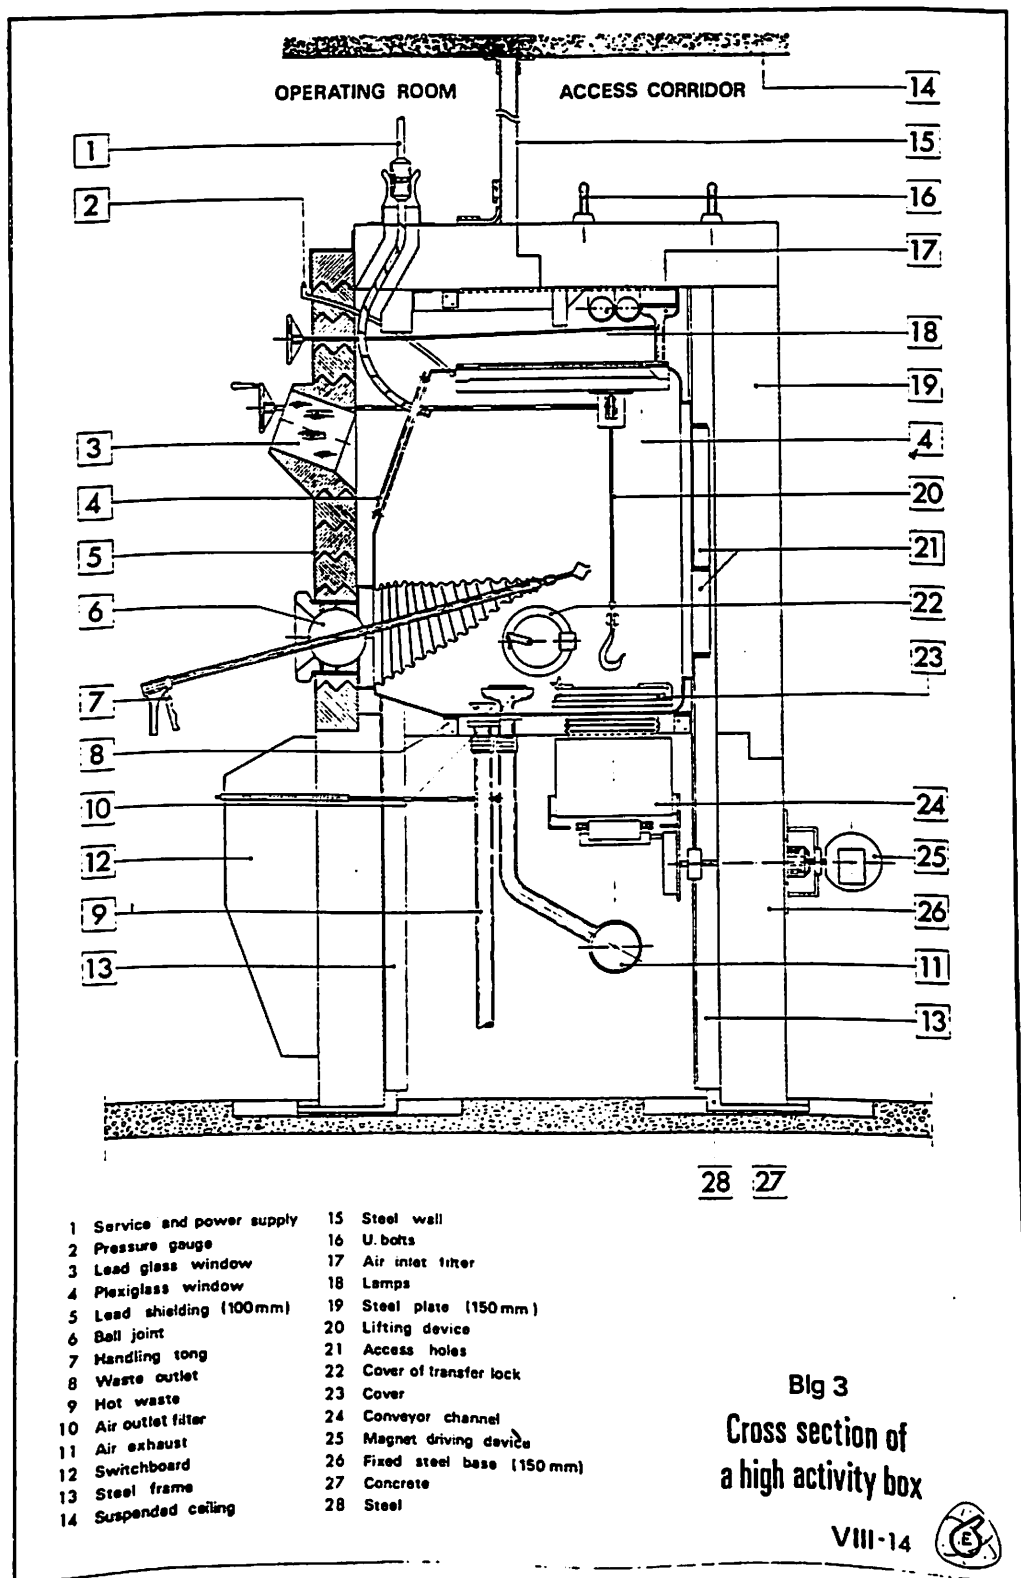 OPERATING ROOM
ACCESS CORRIDOR
1
2
3
4
5
6
7
8
10
12
9
13
14
15
16
17
18
19
4
20
21
22
23
24
25
26
11
13
28 27
1 Service and power supply
2 Pressure gauge
3 Lead glass window
4 Plexiglass window
5 Lead shielding (100mm)
6 Ball joint
7 Handling tong
8 Waste outlet
9 Hot waste
10 Air outlet filter
11 Air exhaust
12 Switchboard
13 Steel frame
14 Suspended ceiling
15 Steel wall
16 U.bolts
17 Air inlet filter
18 Lamps
19 Steel plate (150mm)
20 Lifting device
21 Access holes
22 Cover of transfer lock
23 Cover
24 Conveyor channel
25 Magnet driving device
26 Fixed steel base (150mm)
27 Concrete
28 Steel
Blg 3
Cross section of
a high activity box
VIII-14
E